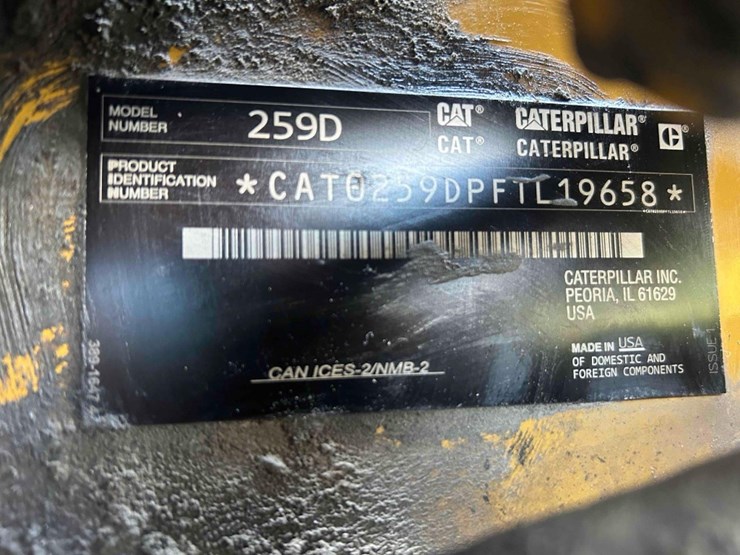 MODEL NUMBER 259D
CAT® CATERPILLAR® C®
CAT® CATERPILLAR®
PRODUCT
IDENTIFICATION
NUMBER
*CAT0259DPFTL19658*
CATERPILLAR INC.
PEORIA, IL 61629
USA
MADE IN USA
OF DOMESTIC AND
FOREIGN COMPONENTS
CAN ICES-2/NMB-2
ISSUE 1